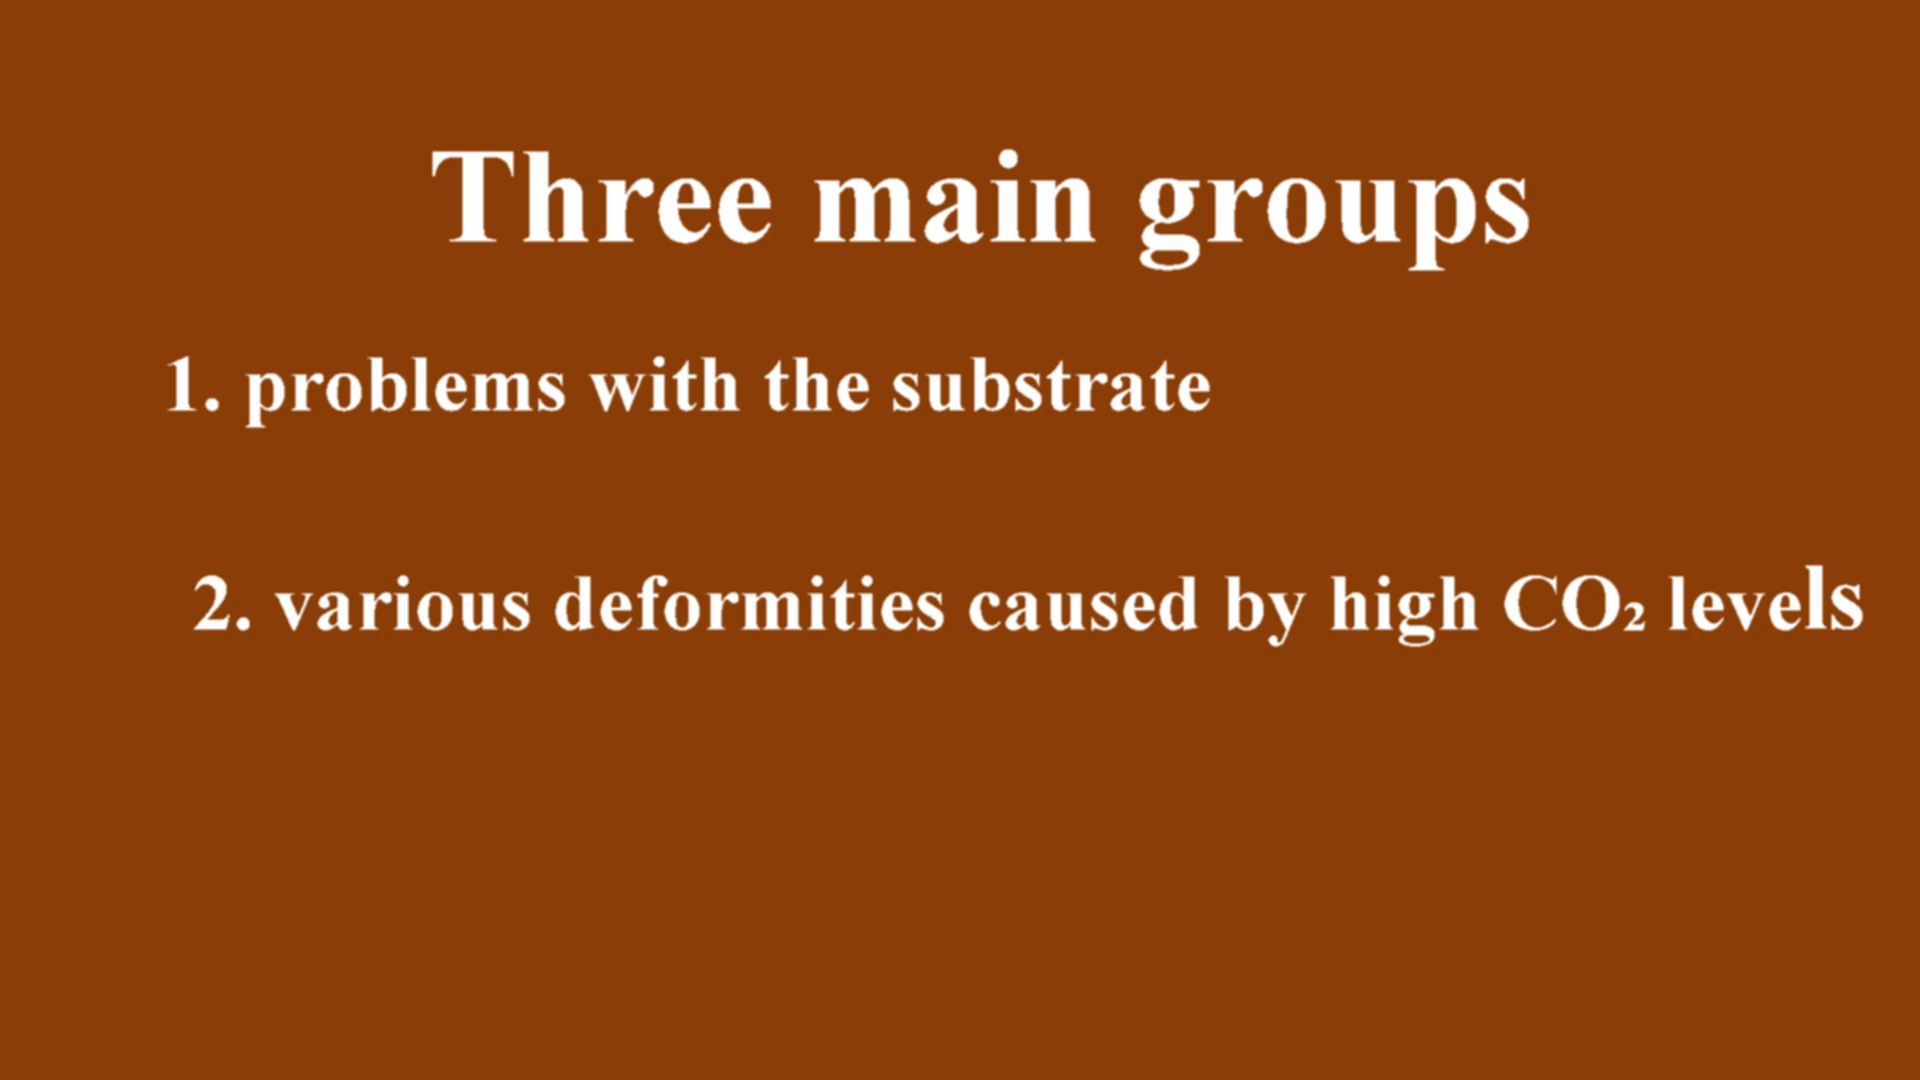 Three main groups
1. problems with the substrate
2. various deformities caused by high CO₂ levels